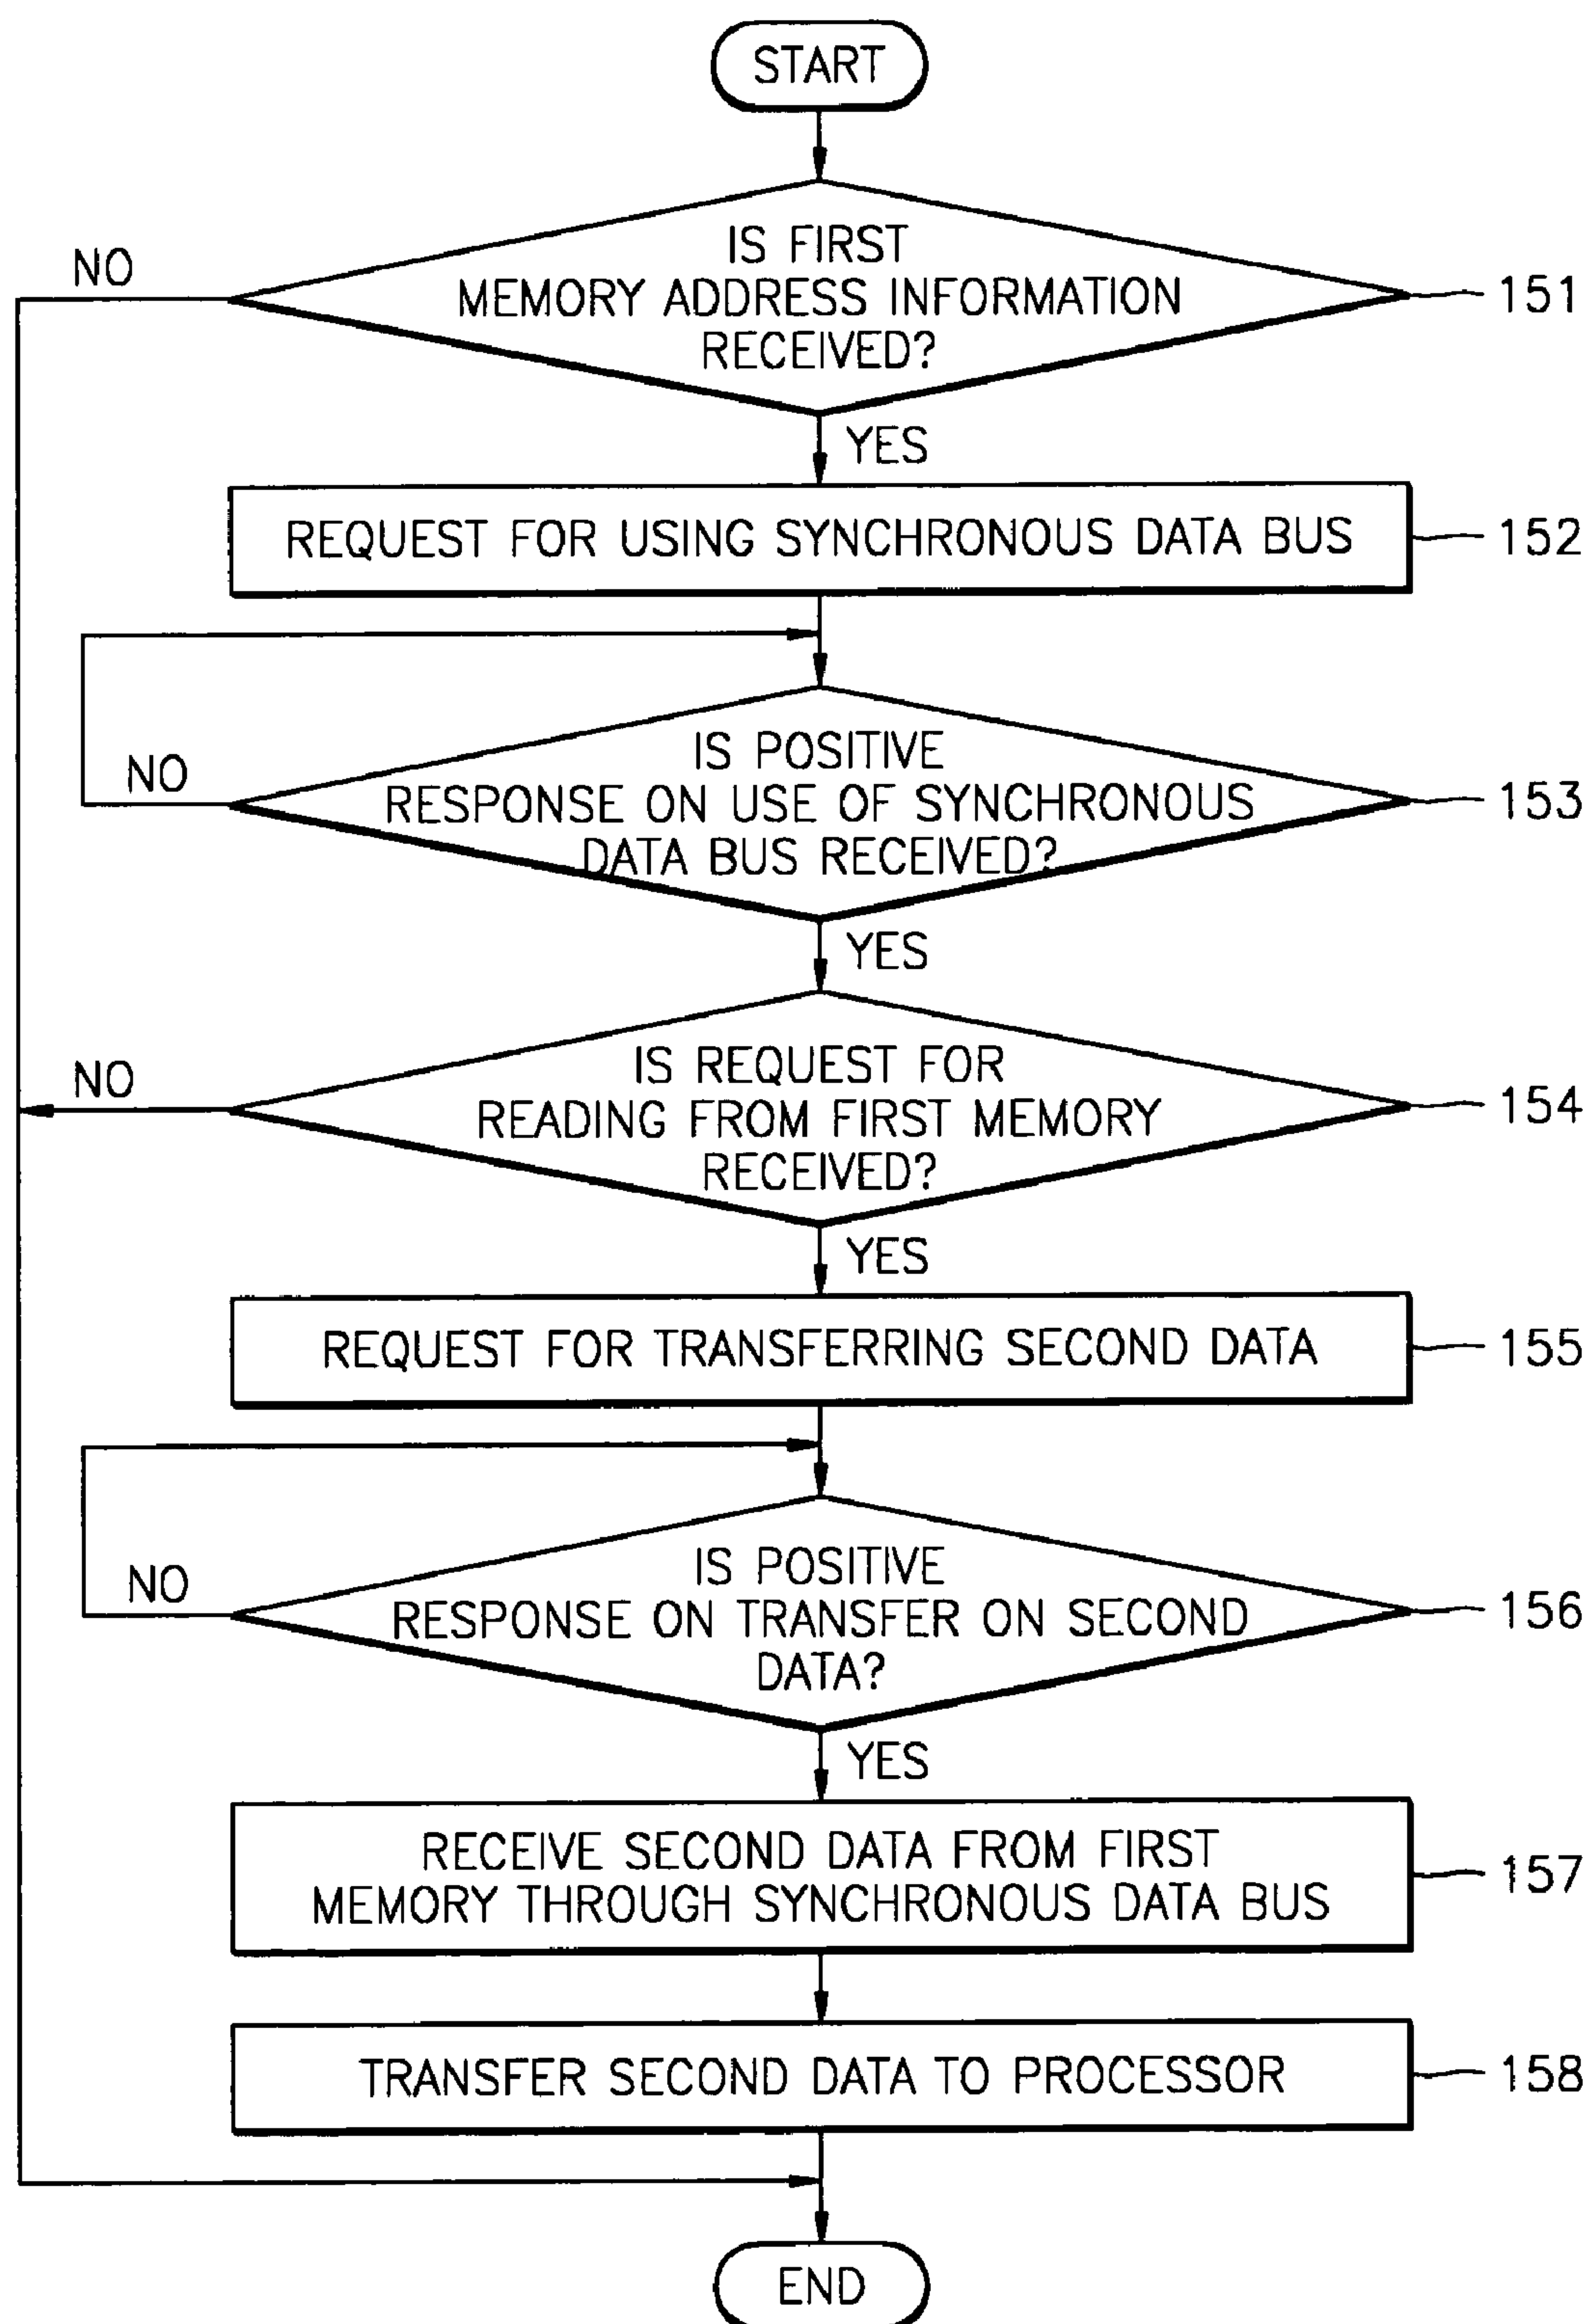 START
IS FIRST
MEMORY ADDRESS INFORMATION
RECEIVED?
NO
151
YES
REQUEST FOR USING SYNCHRONOUS DATA BUS
152
IS POSITIVE
RESPONSE ON USE OF SYNCHRONOUS
DATA BUS RECEIVED?
NO
153
YES
IS REQUEST FOR
READING FROM FIRST MEMORY
RECEIVED?
NO
154
YES
REQUEST FOR TRANSFERRING SECOND DATA
155
IS POSITIVE
RESPONSE ON TRANSFER ON SECOND
DATA?
NO
156
YES
RECEIVE SECOND DATA FROM FIRST
MEMORY THROUGH SYNCHRONOUS DATA BUS
157
TRANSFER SECOND DATA TO PROCESSOR
158
END